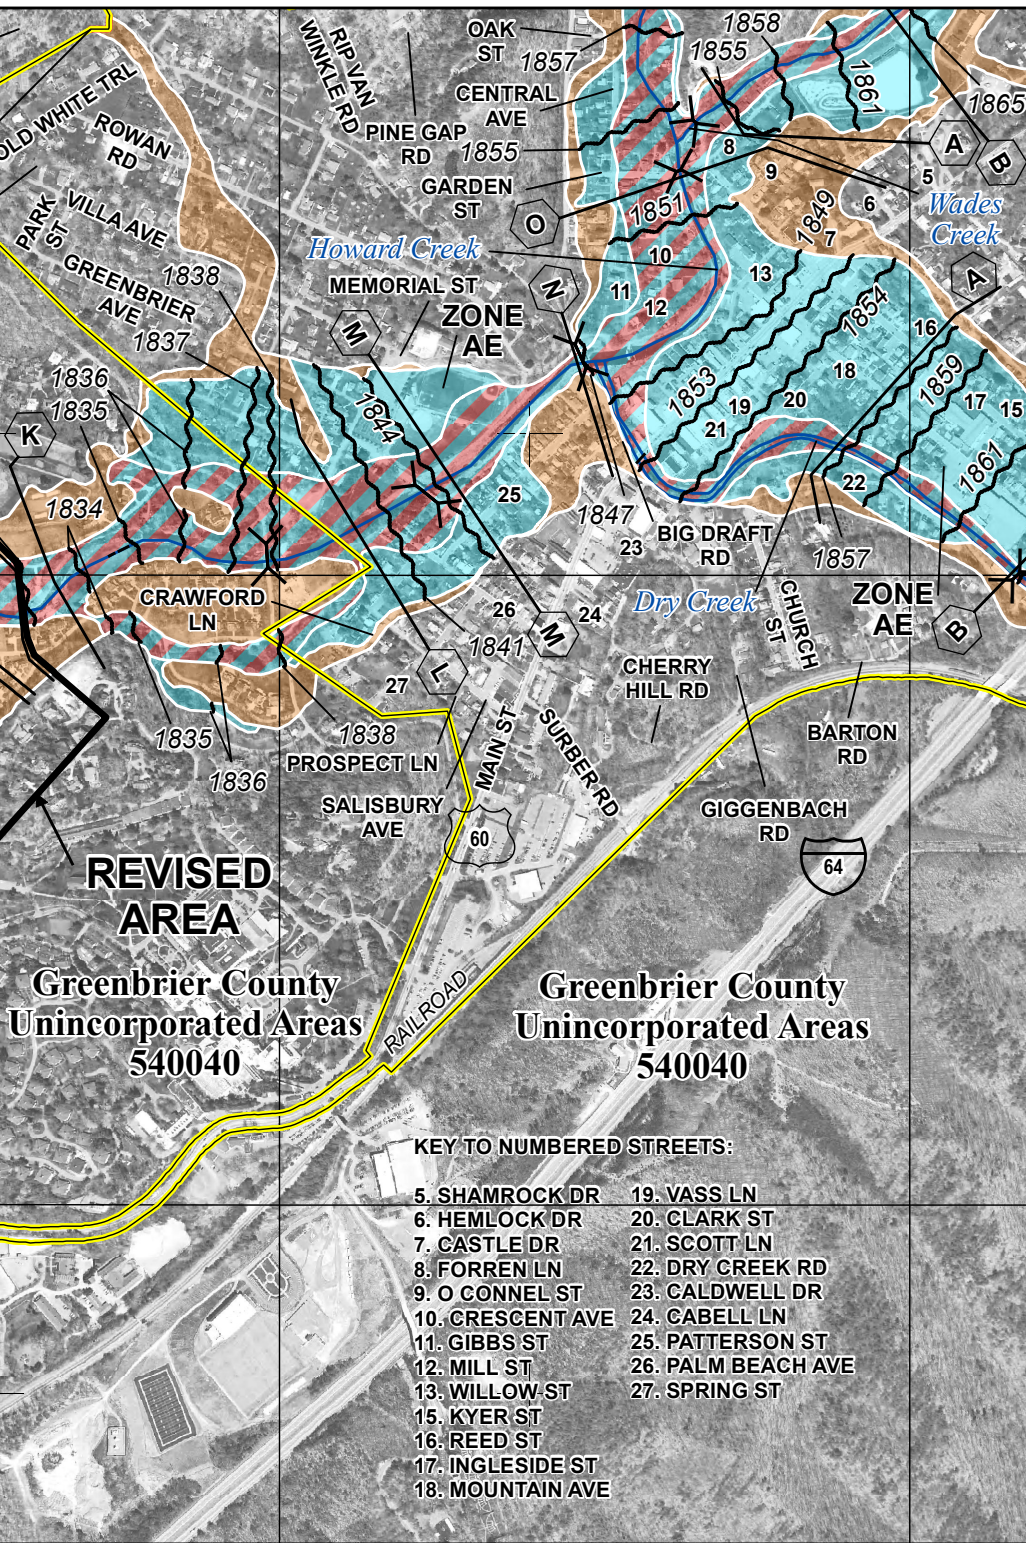 OAK
ST
1857
1858
1855
RIP VAN
WINKLE RD
CENTRAL
AVE
1861
1865
OLD WHITE TRL
ROWAN
RD
PINE GAP
RD
1855
A
B
8
9
5
GARDEN
ST
1851
6
Wades
Creek
PARK
ST
VILLA AVE
O
1849
7
Howard Creek
10
GREENBRIER
AVE
1838
MEMORIAL ST
N
11
12
13
A
1854
ZONE
AE
M
16
1837
1836
1835
1844
1853
18
1859
19
20
17
15
21
K
1861
25
22
1834
1847
23
BIG DRAFT
RD
1857
CRAWFORD
LN
26
24
Dry Creek
CHURCH
ST
ZONE
AE
B
M
1841
L
27
CHERRY
HILL RD
1835
1838
1836
PROSPECT LN
MAIN ST
SURBER RD
BARTON
RD
SALISBURY
AVE
60
GIGGENBACH
RD
64
REVISED
AREA
Greenbrier County
Unincorporated Areas
540040
RAILROAD
Greenbrier County
Unincorporated Areas
540040
KEY TO NUMBERED STREETS:
5. SHAMROCK DR
6. HEMLOCK DR
7. CASTLE DR
8. FORREN LN
9. O CONNEL ST
10. CRESCENT AVE
11. GIBBS ST
12. MILL ST
13. WILLOW ST
15. KYER ST
16. REED ST
17. INGLESIDE ST
18. MOUNTAIN AVE
19. VASS LN
20. CLARK ST
21. SCOTT LN
22. DRY CREEK RD
23. CALDWELL DR
24. CABELL LN
25. PATTERSON ST
26. PALM BEACH AVE
27. SPRING ST